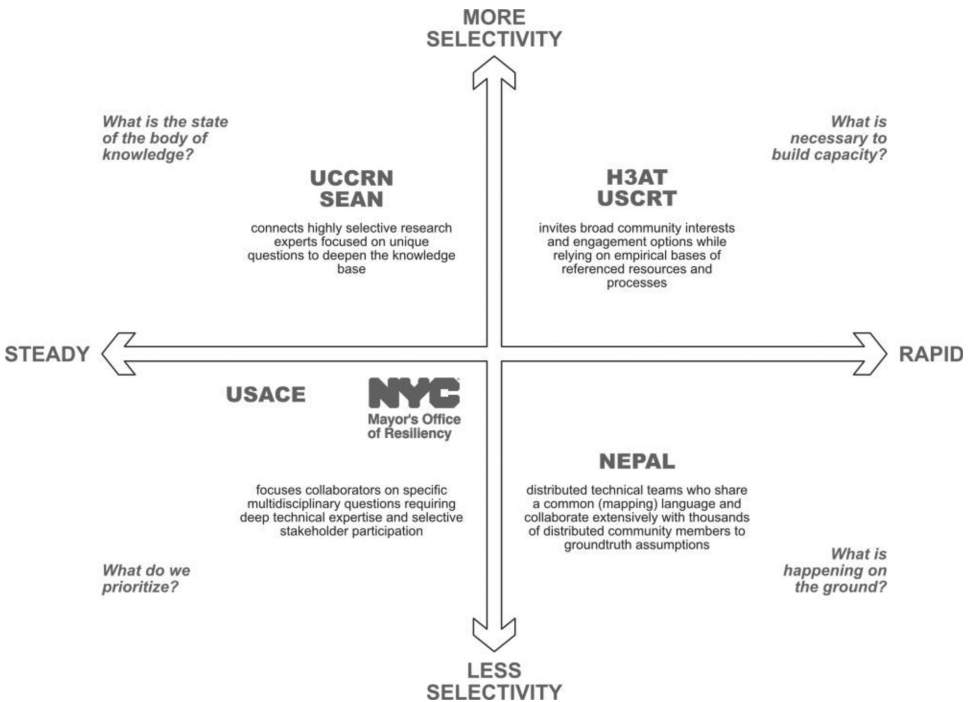 MORE
SELECTIVITY
What is the state
of the body of
knowledge?
What is
necessary to
build capacity?
UCCRN
SEAN
connects highly selective research
experts focused on unique
questions to deepen the knowledge
base
H3AT
USCRT
invites broad community interests
and engagement options while
relying on empirical bases of
referenced resources and
processes
STEADY
RAPID
USACE
NYC
Mayor's Office
of Resiliency
focuses collaborators on specific
multidisciplinary questions requiring
deep technical expertise and selective
stakeholder participation
NEPAL
distributed technical teams who share
a common (mapping) language and
collaborate extensively with thousands
of distributed community members to
groundtruth assumptions
What do we
prioritize?
What is
happening on
the ground?
LESS
SELECTIVITY